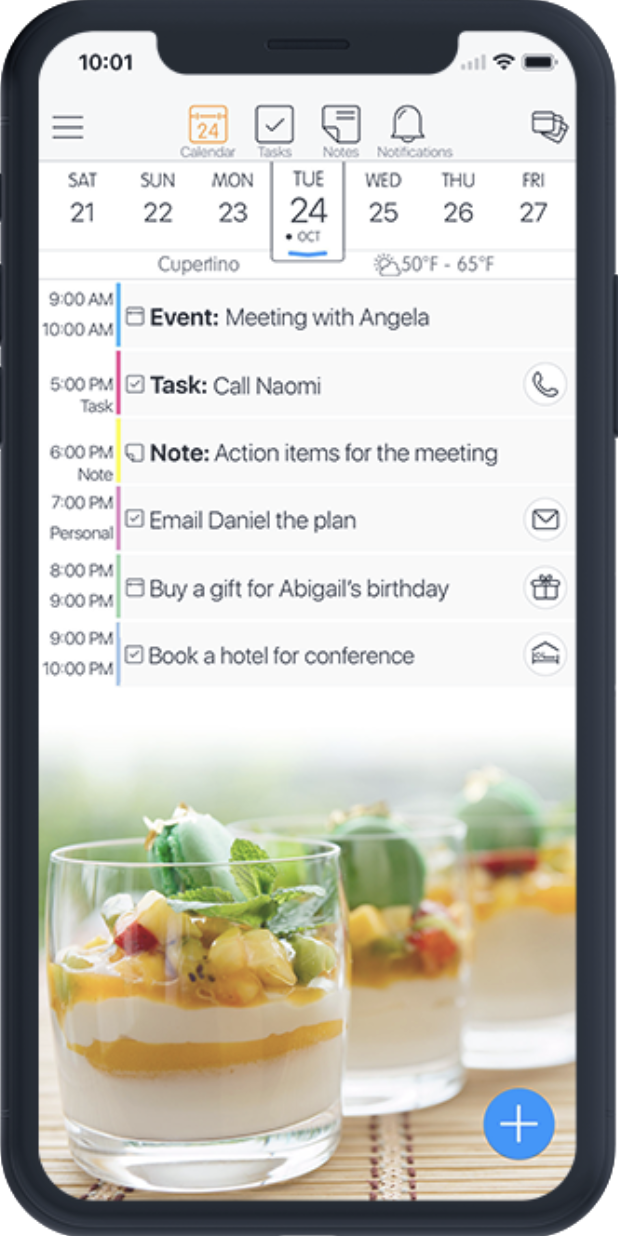 10:01
24
Calendar Tasks Notes Notifications
SAT SUN MON TUE WED THU FRI
21 22 23 24 25 26 27
• OCT
Cupertino 50°F - 65°F
9:00 AM
Event: Meeting with Angela
10:00 AM
5:00 PM Task: Call Naomi
Task
6:00 PM Note: Action items for the meeting
Note
7:00 PM
Email Daniel the plan
Personal
8:00 PM
Buy a gift for Abigail's birthday
9:00 PM
9:00 PM
Book a hotel for conference
10:00 PM